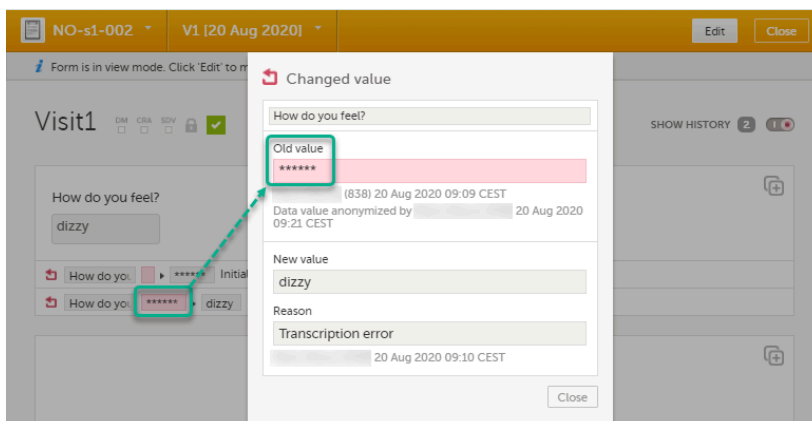 NO-s1-002
V1 [20 Aug 2020]
Edit
Close
i Form is in view mode. Click 'Edit' to m
Visit1
DM CRA SDV
SHOW HISTORY 2
How do you feel?
dizzy
How do you ****** Initial
How do you ****** dizzy
Changed value
How do you feel?
Old value
******
(838) 20 Aug 2020 09:09 CEST
Data value anonymized by 20 Aug 2020
09:21 CEST
New value
dizzy
Reason
Transcription error
20 Aug 2020 09:10 CEST
Close